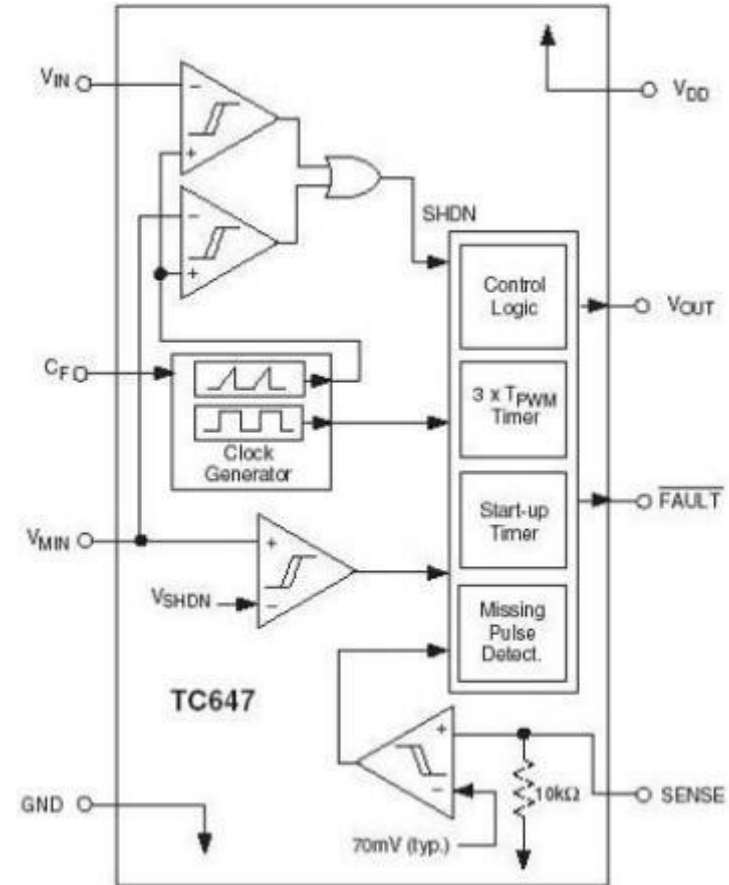 VIN
VDD
SHDN
Control
Logic
VOUT
CF
3 x TPWM
Timer
Clock
Generator
FAULT
Start-up
Timer
VMIN
VSHDN
Missing
Pulse
Detect.
TC647
10kΩ
GND
SENSE
70mV (typ.)